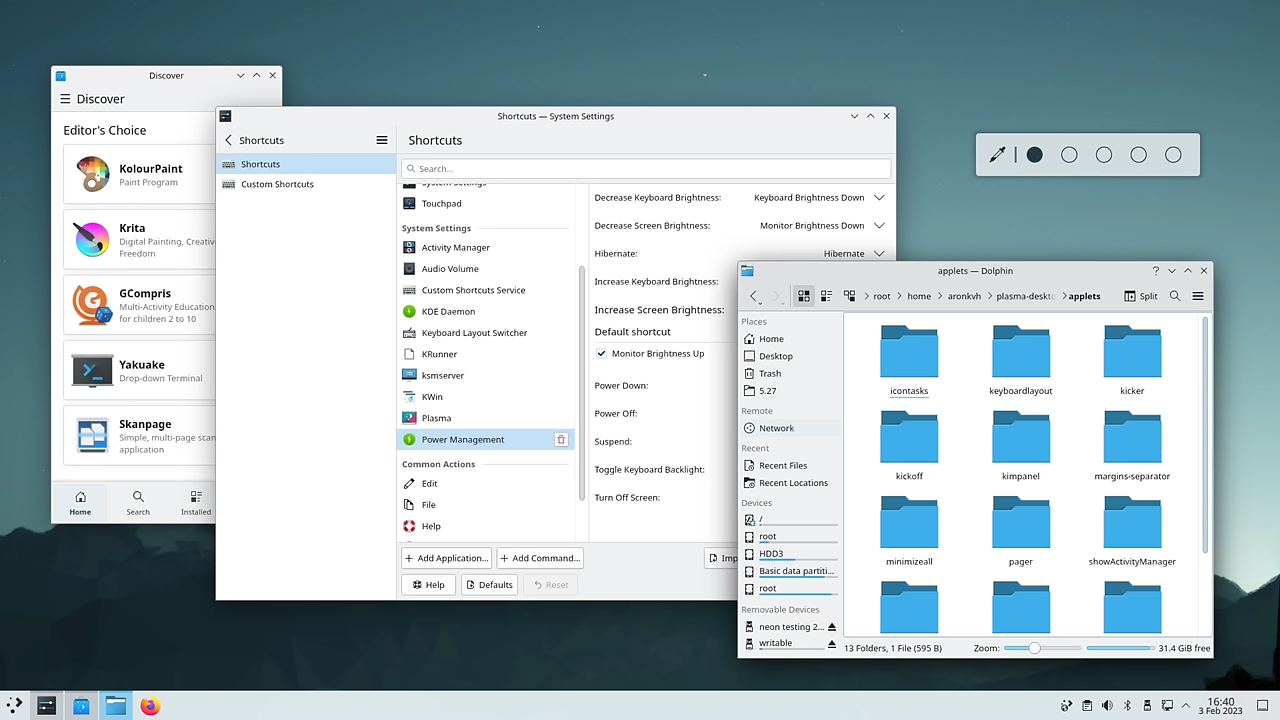 Discover
Discover
Editor's Choice
KolourPaint
Paint Program
Krita
Digital Painting, Creative
Freedom
GCompris
Multi-Activity Educationa
for children 2 to 10
Yakuake
Drop-down Terminal
Skanpage
Simple, multi-page scan
application
Home
Search
Installed
Shortcuts — System Settings
Shortcuts
Shortcuts
Custom Shortcuts
Shortcuts
Search...
System Settings
Touchpad
System Settings
Activity Manager
Audio Volume
Custom Shortcuts Service
KDE Daemon
Keyboard Layout Switcher
KRunner
ksmserver
KWin
Plasma
Power Management
Common Actions
Edit
File
Help
Decrease Keyboard Brightness: Keyboard Brightness Down
Decrease Screen Brightness: Monitor Brightness Down
Hibernate: Hibernate
Increase Keyboard Brightness:
Increase Screen Brightness:
Default shortcut
Monitor Brightness Up
Power Down:
Power Off:
Suspend:
Toggle Keyboard Backlight:
Turn Off Screen:
Add Application...
Add Command...
Imp
Help
Defaults
Reset
applets — Dolphin
root home aronkvh plasma-deskt applets
Split
Places
Home
Desktop
Trash
5.27
Remote
Network
Recent
Recent Files
Recent Locations
Devices
/
root
HDD3
Basic data partiti...
root
Removable Devices
neon testing 2...
writable
icontasks
keyboardlayout
kicker
kickoff
kimpanel
margins-separator
minimizeall
pager
showActivityManager
13 Folders, 1 File (595 B)
Zoom:
31.4 GiB free
16:40
3 Feb 2023